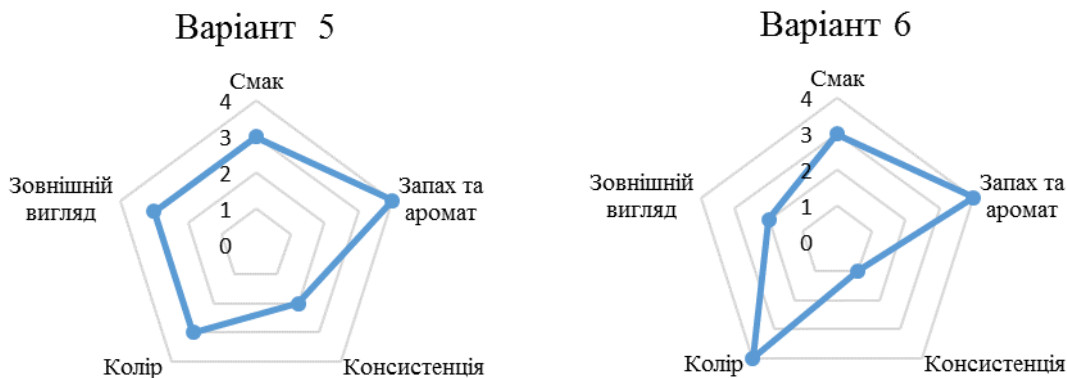 Варіант 5
Смак
4
3
2
1
0
Запах та
аромат
Консистенція
Колір
Зовнішній
вигляд
Варіант 6
Смак
4
3
2
1
0
Запах та
аромат
Консистенція
Колір
Зовнішній
вигляд